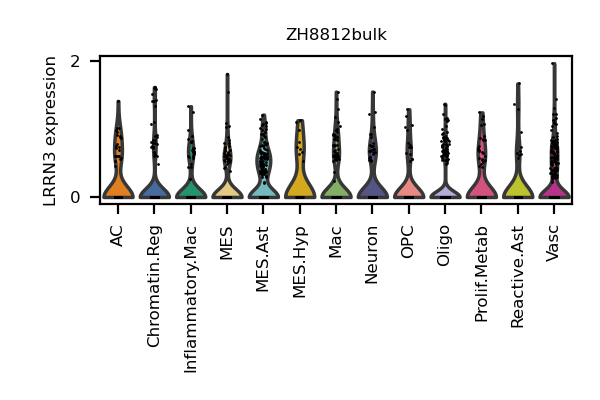 ZH8812bulk
LRRN3 expression
2
0
AC
Chromatin.Reg
Inflammatory.Mac
MES
MES.Ast
MES.Hyp
Mac
Neuron
OPC
Oligo
Prolif.Metab
Reactive.Ast
Vasc